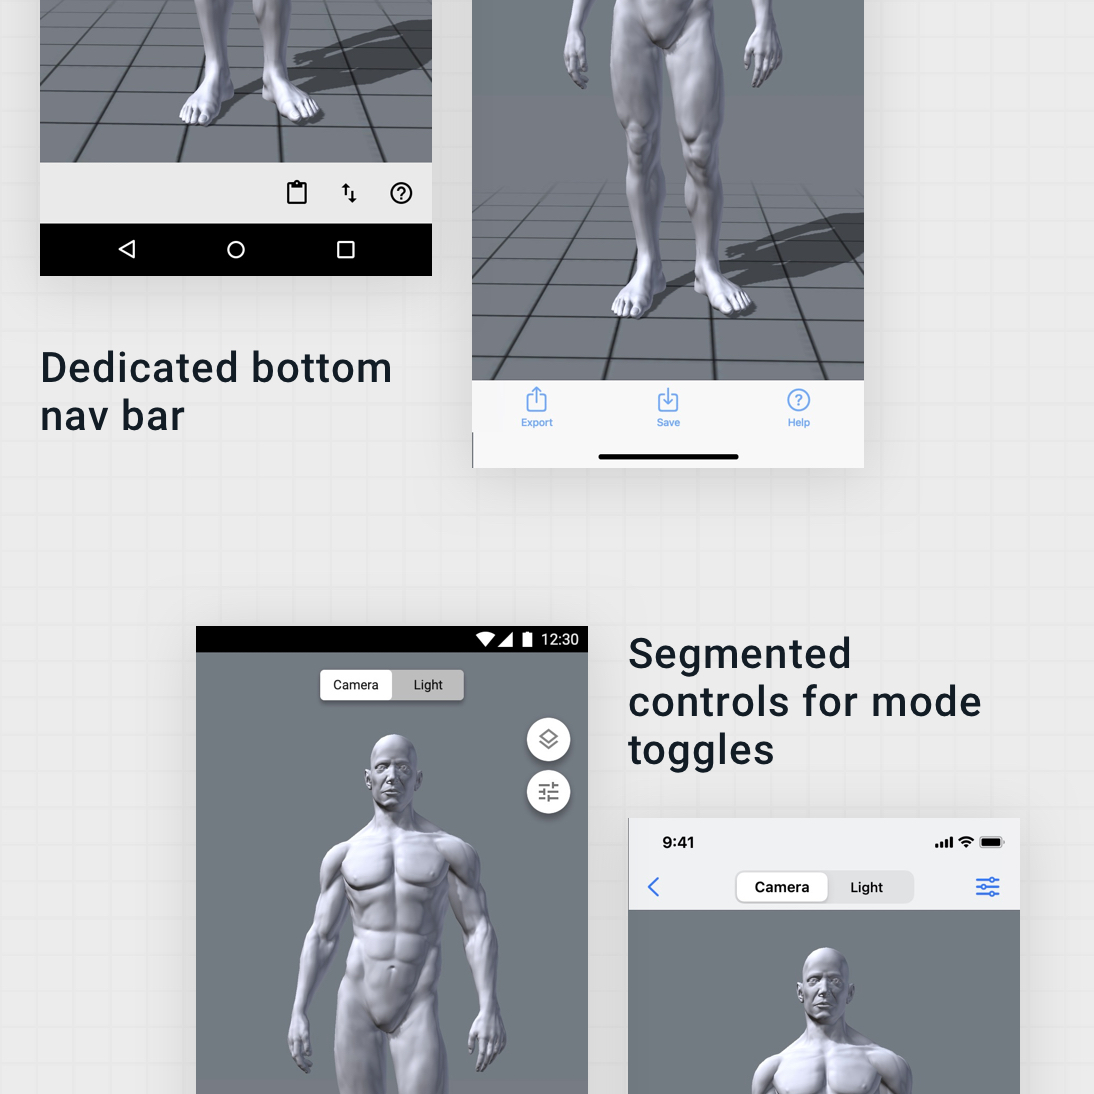 Dedicated bottom
nav bar
Export
Save
Help
12:30
Camera
Light
Segmented
controls for mode
toggles
9:41
Camera
Light